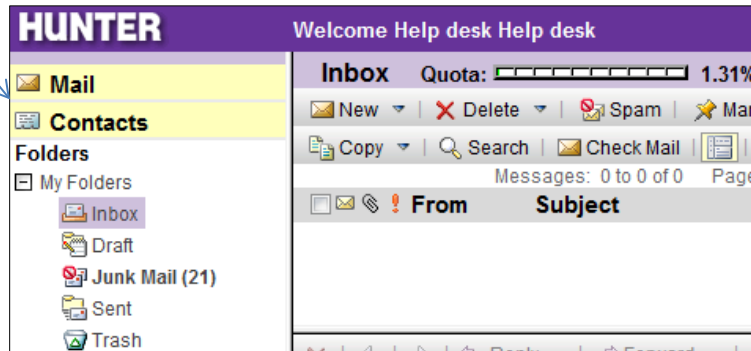 HUNTER
Welcome Help desk Help desk
Mail
Contacts
Folders
My Folders
Inbox
Draft
Junk Mail (21)
Sent
Trash
Inbox Quota: 1.31%
New Delete Spam
Copy Search Check Mail
Messages: 0 to 0 of 0 Page
From Subject